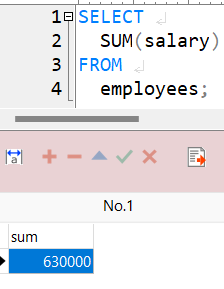 1 SELECT
2 SUM(salary)
3 FROM
4 employees;
a
No.1
sum
630000